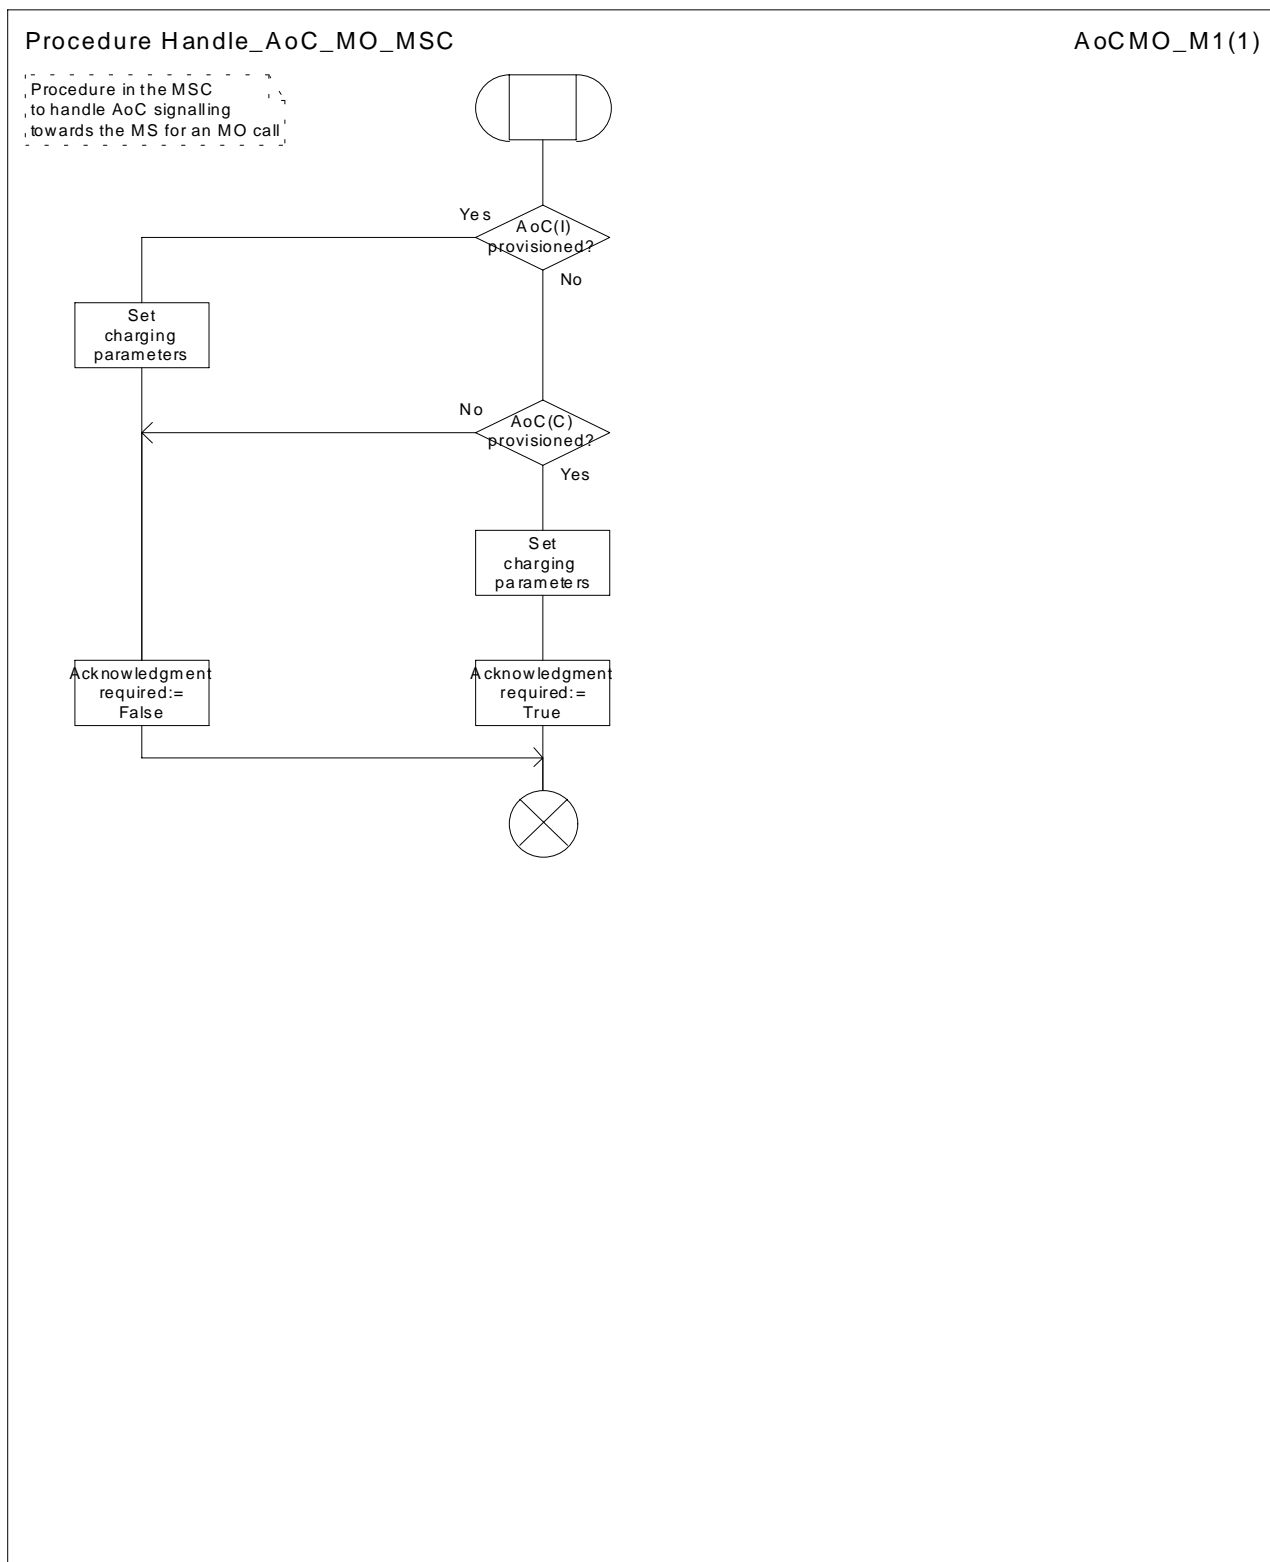 Procedure Handle_AoC_MO_MSC
AoCMO_M1(1)
Procedure in the MSC
to handle AoC signalling
towards the MS for an MO call
Yes
AoC(I)
provisioned?
No
Set
charging
parameters
No
AoC(C)
provisioned?
Yes
Set
charging
parameters
Acknowledgment
required:=
False
Acknowledgment
required:=
True